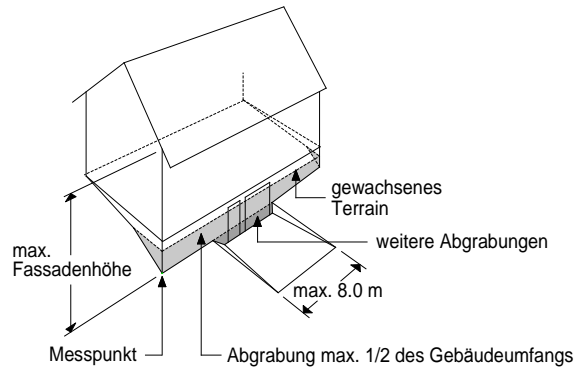 gewachsenes
Terrain
weitere Abgrabungen
max.
Fassadenhöhe
max. 8.0 m
Messpunkt
Abgrabung max. 1/2 des Gebäudeumfangs